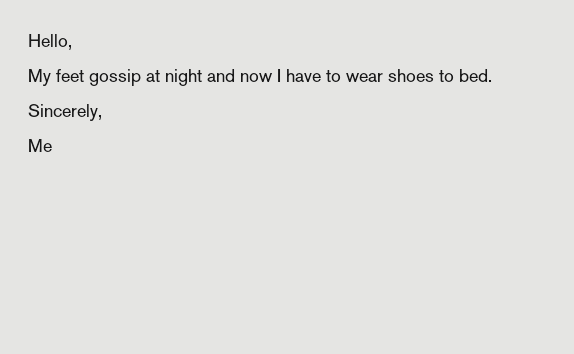 Hello,
My feet gossip at night and now I have to wear shoes to bed.
Sincerely,
Me